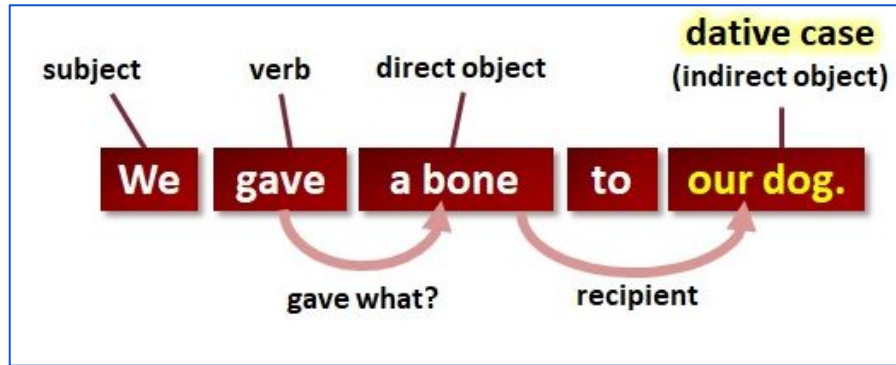 dative case
subject verb direct object (indirect object)
We gave a bone to our dog.
gave what? recipient